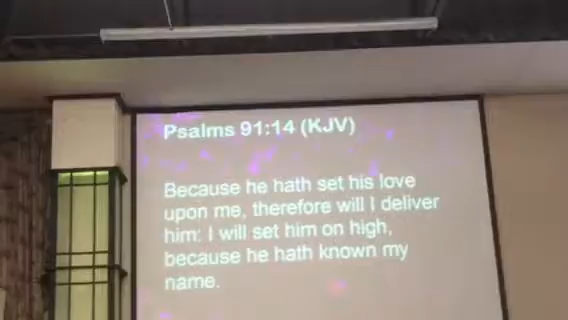 Psalms 91:14 (KJV)
Because he hath set his love
upon me, therefore will I deliver
him: I will set him on high,
because he hath known my
name.